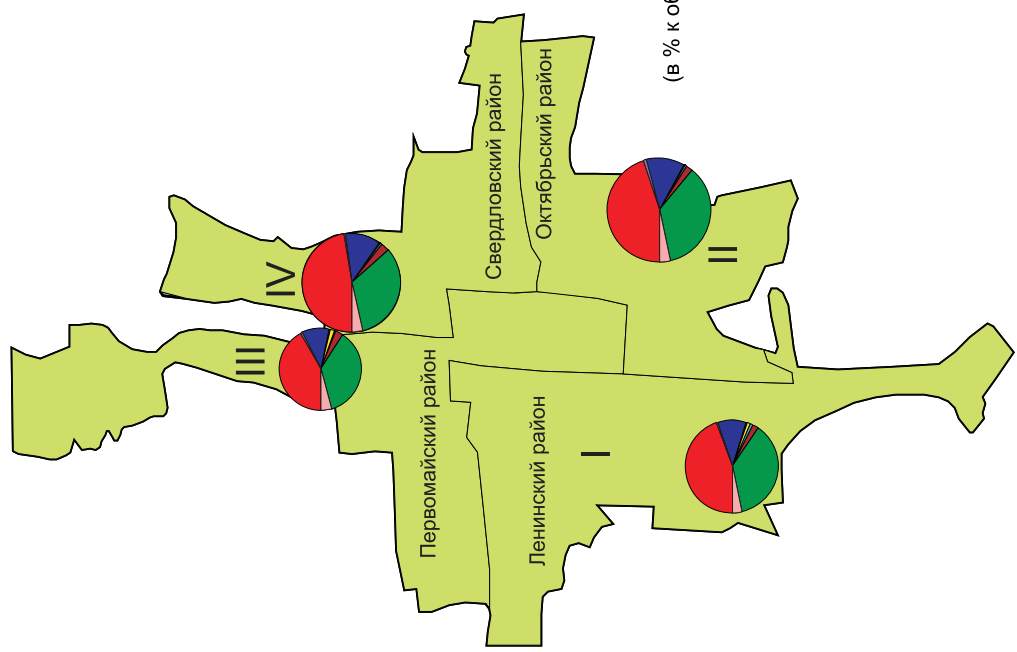 Первомайский район
Свердловский район
Ленинский район
Октябрьский район
III
IV
I
II
(в % к об